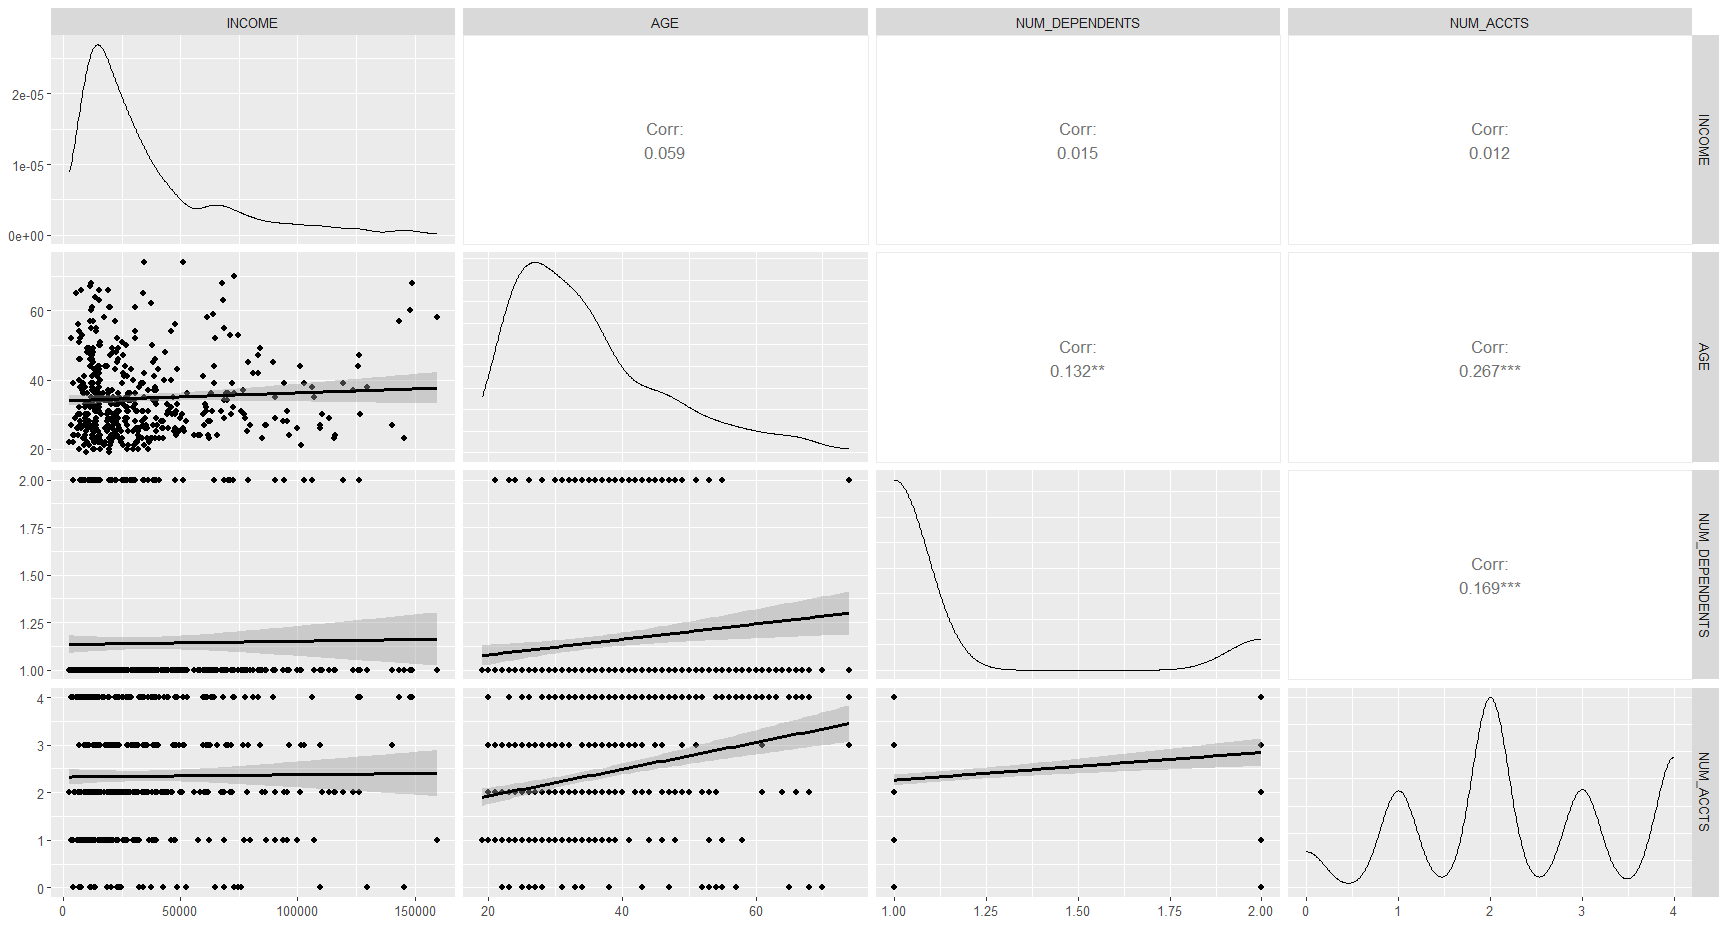 INCOME
AGE
NUM_DEPENDENTS
NUM_ACCTS
2e-05
1e-05
0e+00
Corr:
0.059
Corr:
0.015
Corr:
0.012
INCOME
60
40
20
Corr:
0.132**
Corr:
0.267***
AGE
2.00
1.75
1.50
1.25
1.00
Corr:
0.169***
NUM_DEPENDENTS
4
3
2
1
0
NUM_ACCTS
0
50000
100000
150000
20
40
60
1.00
1.25
1.50
1.75
2.00
0
1
2
3
4